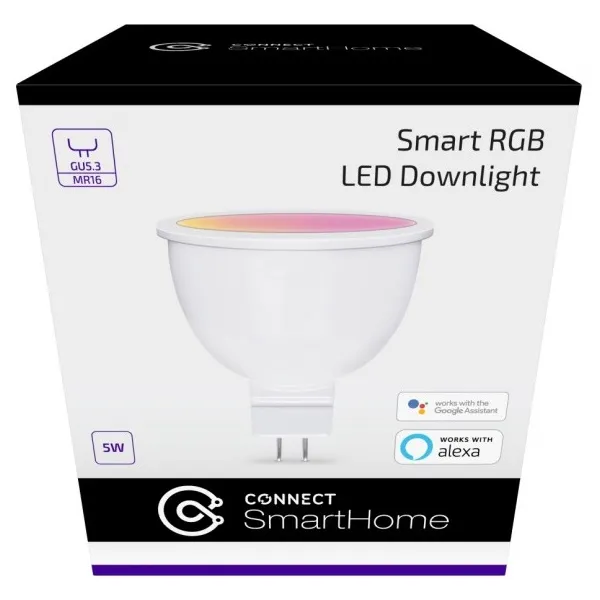 CONNECT
SmartHome
GU5.3
MR16
Smart RGB
LED Downlight
works with the
Google Assistant
5W
WORKS WITH
alexa
CONNECT
SmartHome